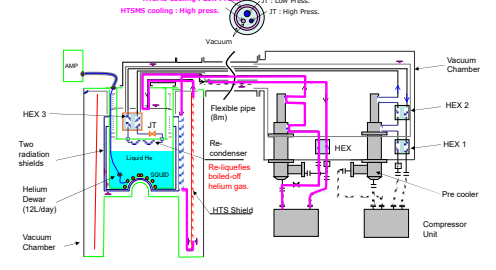 HTSMS cooling : High press.
JT : Low Press.
JT : High Press.
Vacuum
AMP
Vacuum
Chamber
HEX 3
JT
Flexible pipe
(8m)
HEX 2
Two
radiation
shields
Liquid He
SQUID
Re-
condenser
Re-liquefies
boiled-off
helium gas.
HEX
HEX 1
Helium
Dewar
(12L/day)
HTS Shield
Pre cooler
Vacuum
Chamber
Compressor
Unit